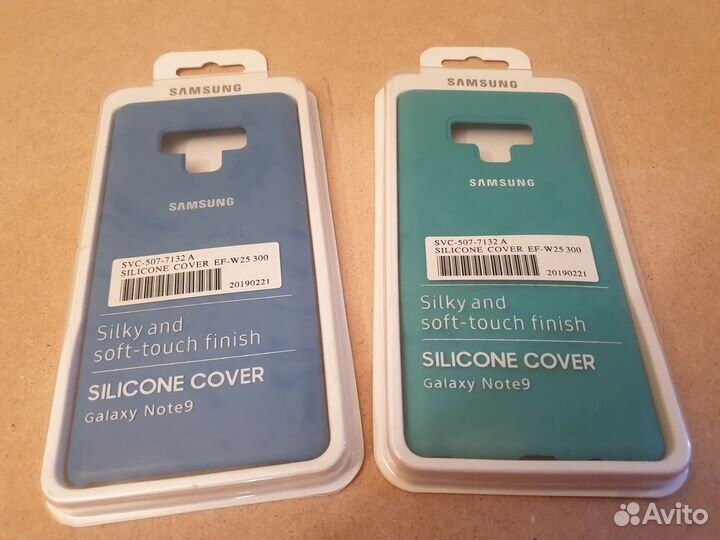 SAMSUNG
SAMSUNG
SVC-507-7132 A
SILICONE COVER EF-W25 300
20190221
Silky and
soft-touch finish
SILICONE COVER
Galaxy Note9
SAMSUNG
SAMSUNG
SVC-507-7132 A
SILICONE COVER EF-W25 300
20190221
Silky and
soft-touch finish
SILICONE COVER
Galaxy Note9
Avito